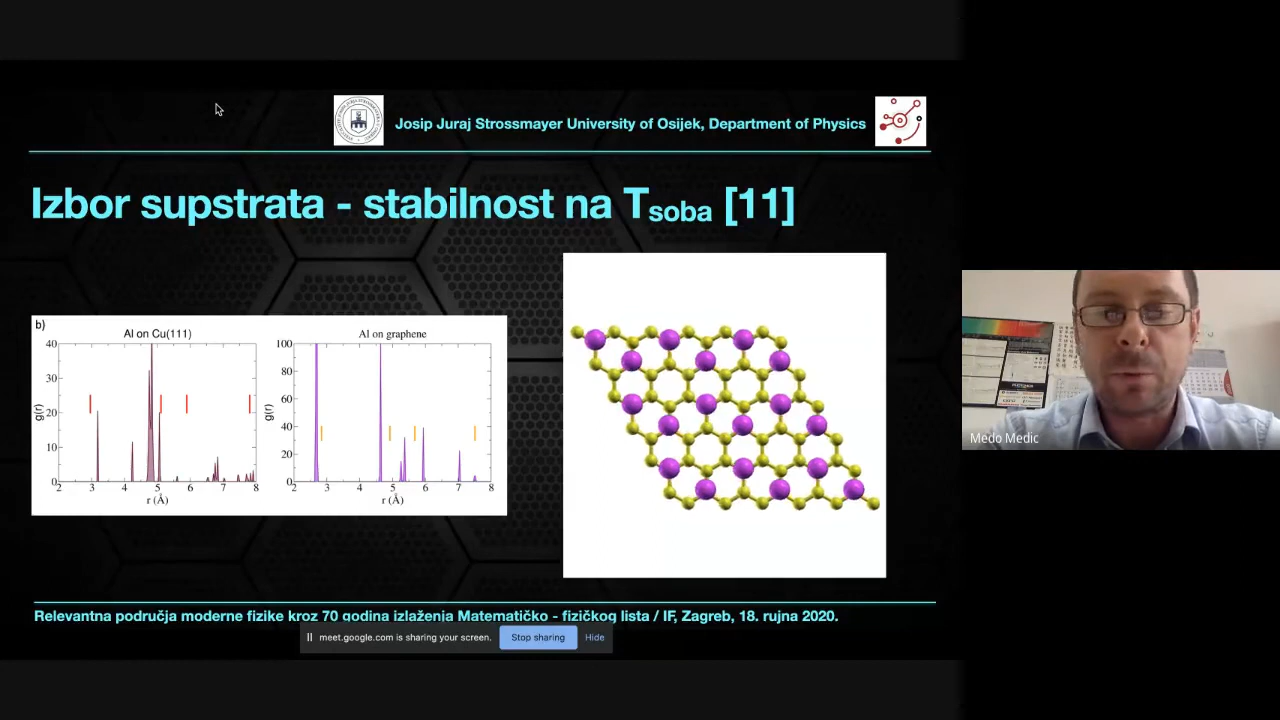 Josip Juraj Strossmayer University of Osijek, Department of Physics
Izbor supstrata - stabilnost na Tsoba [11]
b)
Al on Cu(111)
Al on graphene
40
30
20
10
0
g(r)
2 3 4 5 6 7 8
r (Å)
100
80
60
40
20
0
g(r)
2 3 4 5 6 7 8
r (Å)
Medo Medic
Relevantna područja moderne fizike kroz 70 godina izlaženja Matematičko - fizičkog lista / IF, Zagreb, 18. rujna 2020.
meet.google.com is sharing your screen. Stop sharing Hide